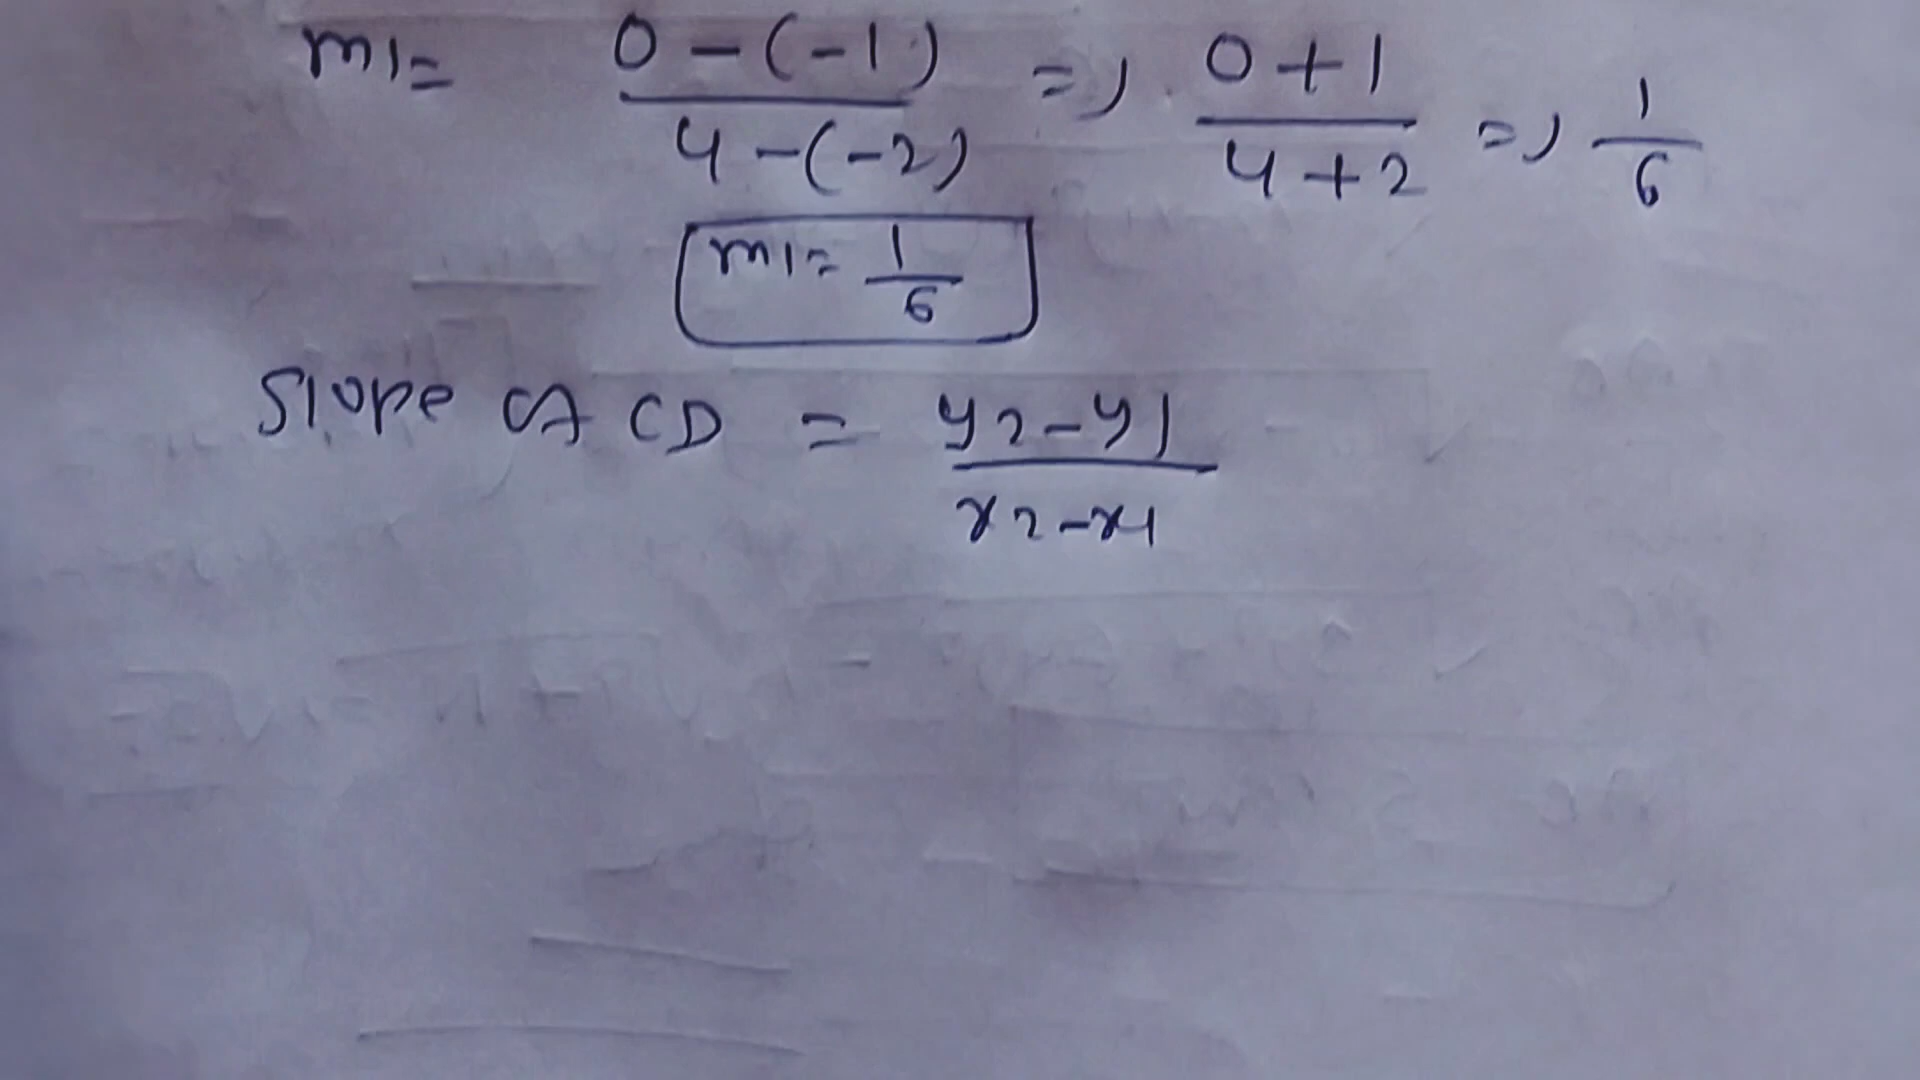 m1= 0-(-1) / 4-(-2) => 0+1 / 4+2 => 1/6
m1= 1/6
Slope of CD = y2-y1 / x2-x1